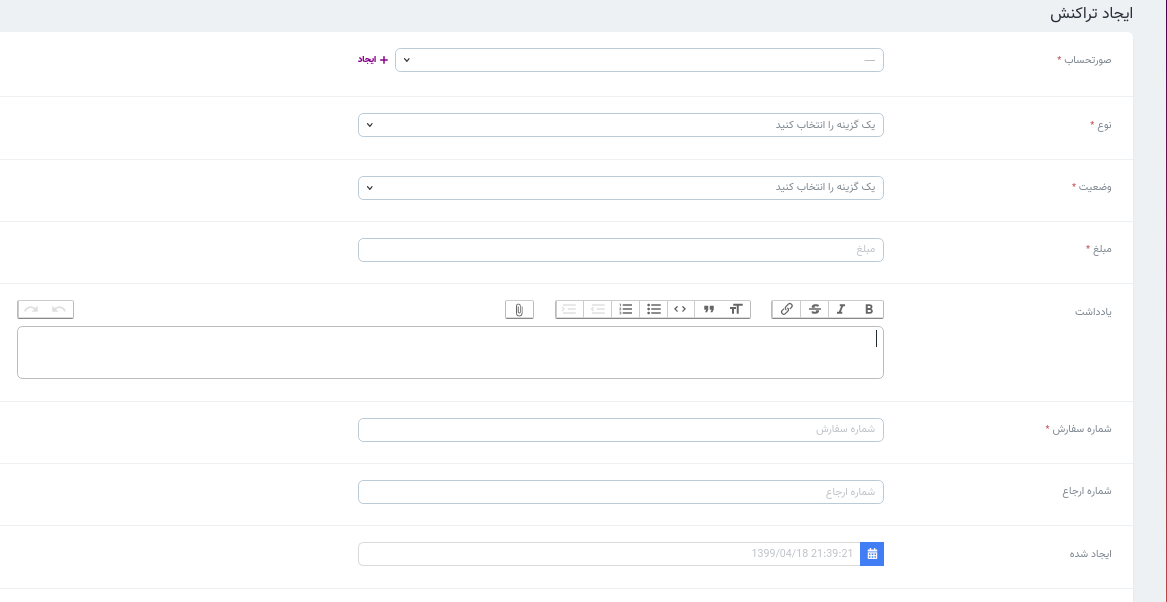 ایجاد تراکنش
صورتحساب *
—
+ ایجاد
نوع *
یک گزینه را انتخاب کنید
وضعیت *
یک گزینه را انتخاب کنید
مبلغ *
مبلغ
یادداشت
شماره سفارش *
شماره سفارش
شماره ارجاع
شماره ارجاع
ایجاد شده
1399/04/18 21:39:21